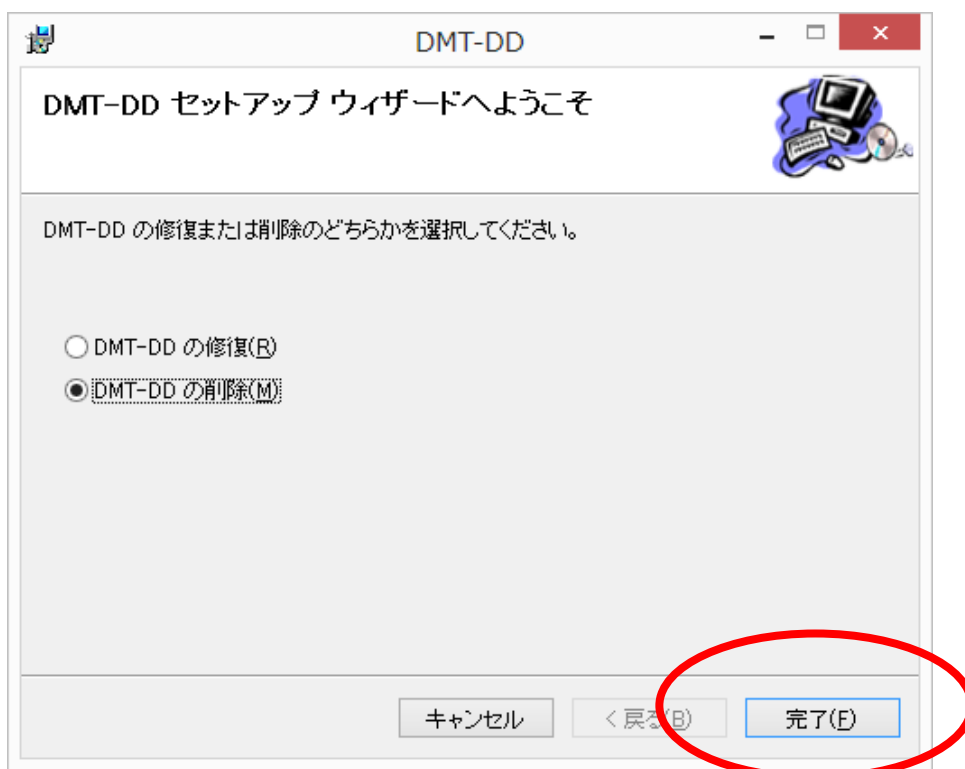 DMT-DD
DMT-DD セットアップ ウィザードへようこそ
DMT-DD の修復または削除のどちらかを選択してください。
DMT-DD の修復(R)
DMT-DD の削除(M)
キャンセル
< 戻る(B)
完了(F)